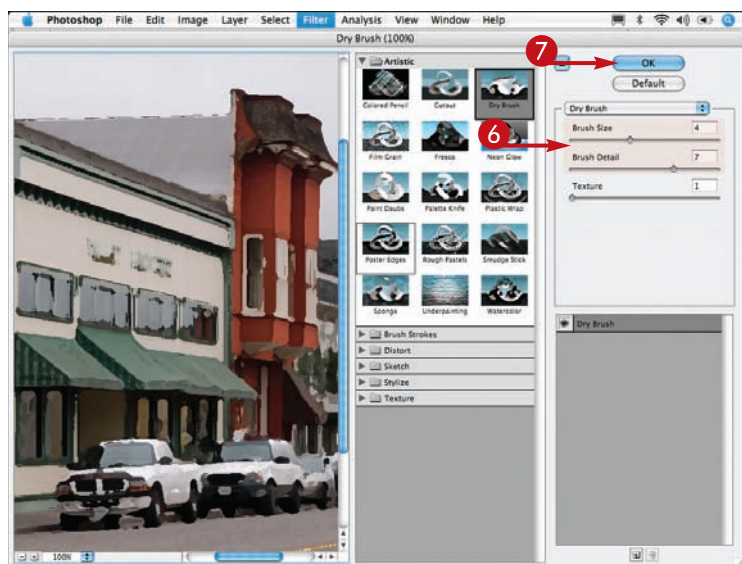 Photoshop File Edit Image Layer Select Filter Analysis View Window Help
Dry Brush (100%)
Artistic
Colored Pencil Cutout Dry Brush
Film Grain Fresco Neon Glow
Paint Daubs Palette Knife Plastic Wrap
Poster Edges Rough Pastels Smudge Stick
Sponge Underpainting Watercolor
Brush Strokes
Distort
Sketch
Stylize
Texture
100%
7
OK
Default
Dry Brush
6
Brush Size 4
Brush Detail 7
Texture 1
Dry Brush